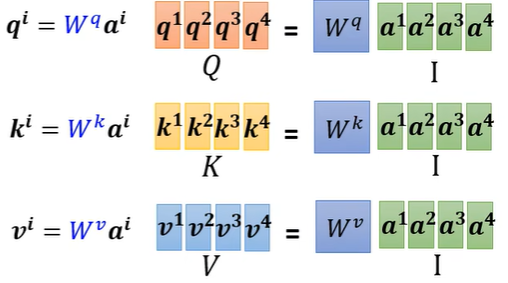 qⁱ = W^q aⁱ q¹ q² q³ q⁴ = W^q a¹ a² a³ a⁴
Q I
kⁱ = W^k aⁱ k¹ k² k³ k⁴ = W^k a¹ a² a³ a⁴
K I
vⁱ = W^v aⁱ v¹ v² v³ v⁴ = W^v a¹ a² a³ a⁴
V I